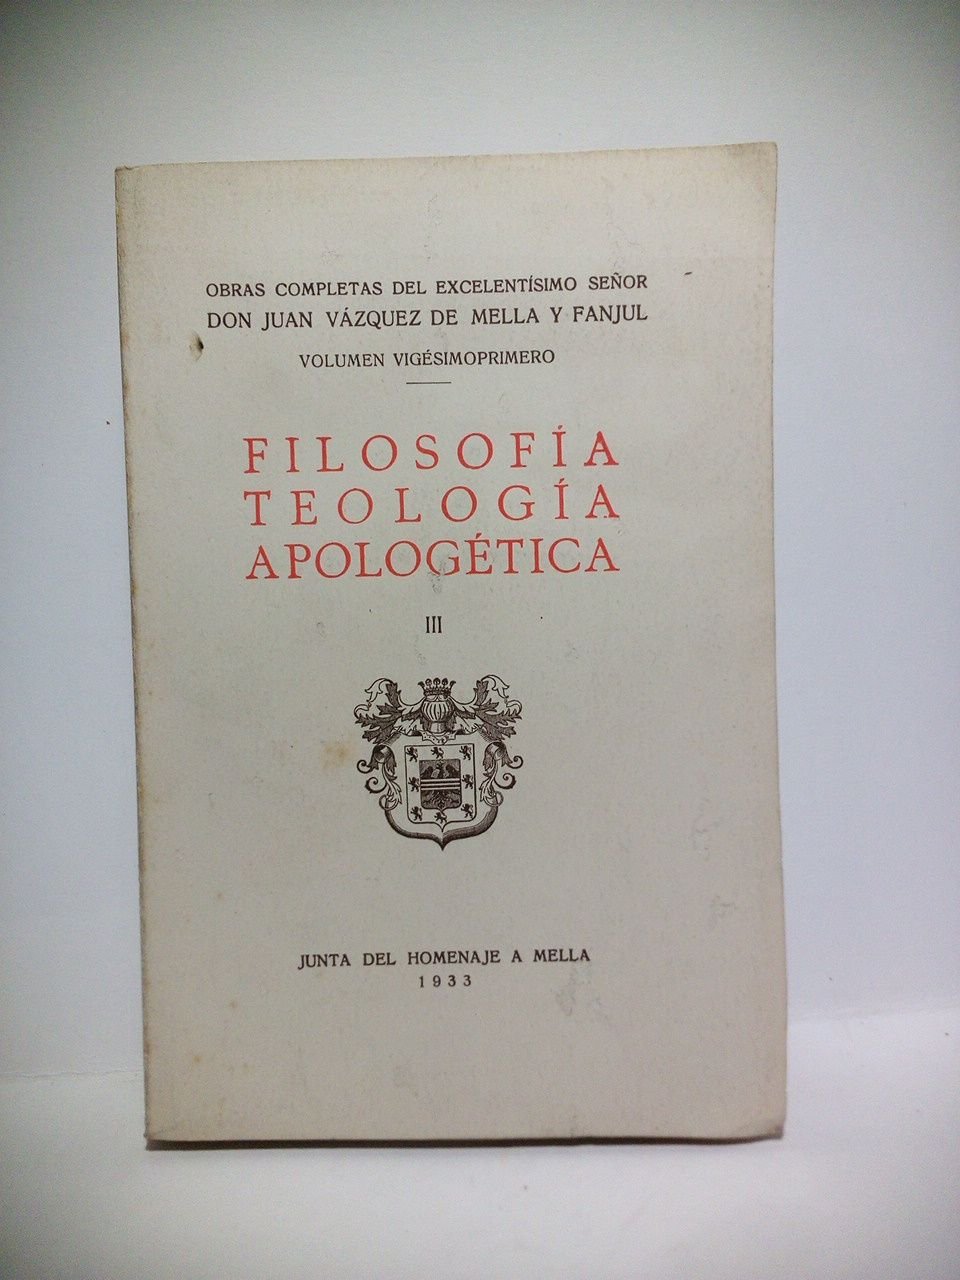 OBRAS COMPLETAS DEL EXCELENTÍSIMO SEÑOR
DON JUAN VÁZQUEZ DE MELLA Y FANJUL
VOLUMEN VIGÉSIMOPRIMERO
FILOSOFÍA
TEOLOGÍA
APOLOGÉTICA
III
JUNTA DEL HOMENAJE A MELLA
1933